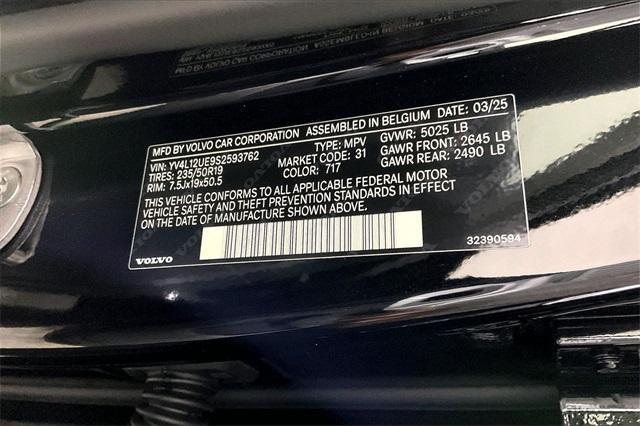 MFD BY VOLVO CAR CORPORATION ASSEMBLED IN BELGIUM DATE: 03/25
VIN: YV4L12UE9S2593762 TYPE: MPV GVWR: 5025 LB
TIRES: 235/50R19 MARKET CODE: 31 GAWR FRONT: 2645 LB
RIM: 7.5Jx19x50.5 COLOR: 717 GAWR REAR: 2490 LB
THIS VEHICLE CONFORMS TO ALL APPLICABLE FEDERAL MOTOR
VEHICLE SAFETY AND THEFT PREVENTION STANDARDS IN EFFECT
ON THE DATE OF MANUFACTURE SHOWN ABOVE.
VOLVO 32390594